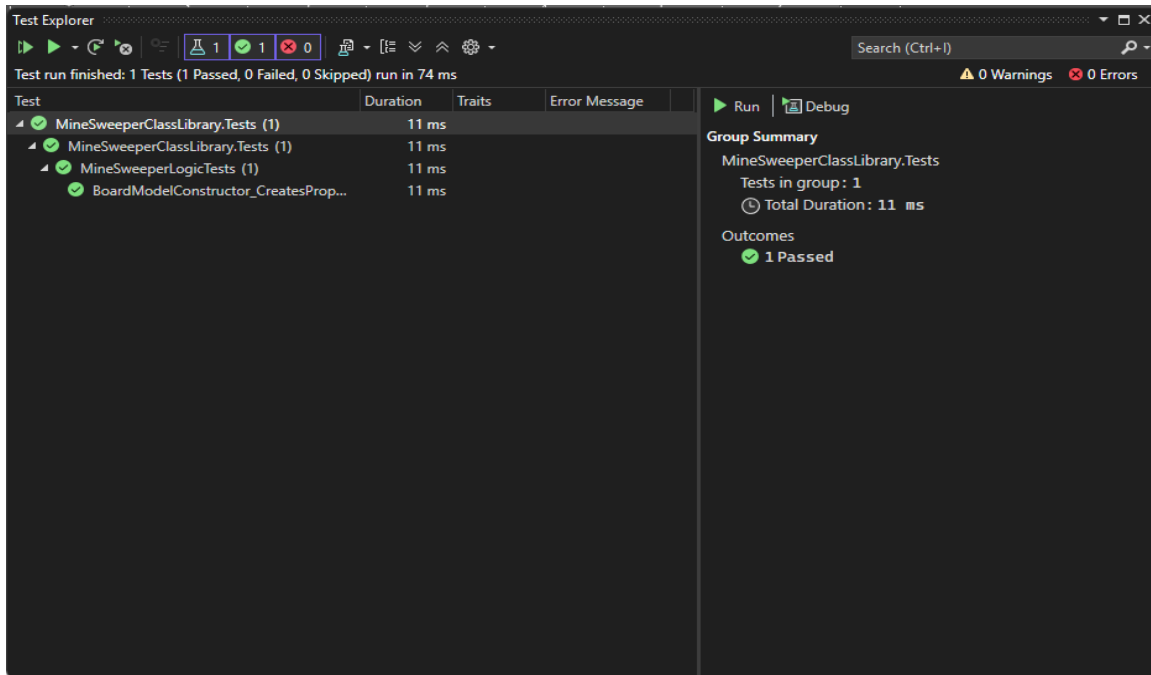 Test Explorer
1 1 0 Search (Ctrl+I)
Test run finished: 1 Tests (1 Passed, 0 Failed, 0 Skipped) run in 74 ms 0 Warnings 0 Errors
Test Duration Traits Error Message
MineSweeperClassLibrary.Tests (1) 11 ms
MineSweeperClassLibrary.Tests (1) 11 ms
MineSweeperLogicTests (1) 11 ms
BoardModelConstructor_CreatesProp... 11 ms
Run Debug
Group Summary
MineSweeperClassLibrary.Tests
Tests in group: 1
Total Duration: 11 ms
Outcomes
1 Passed